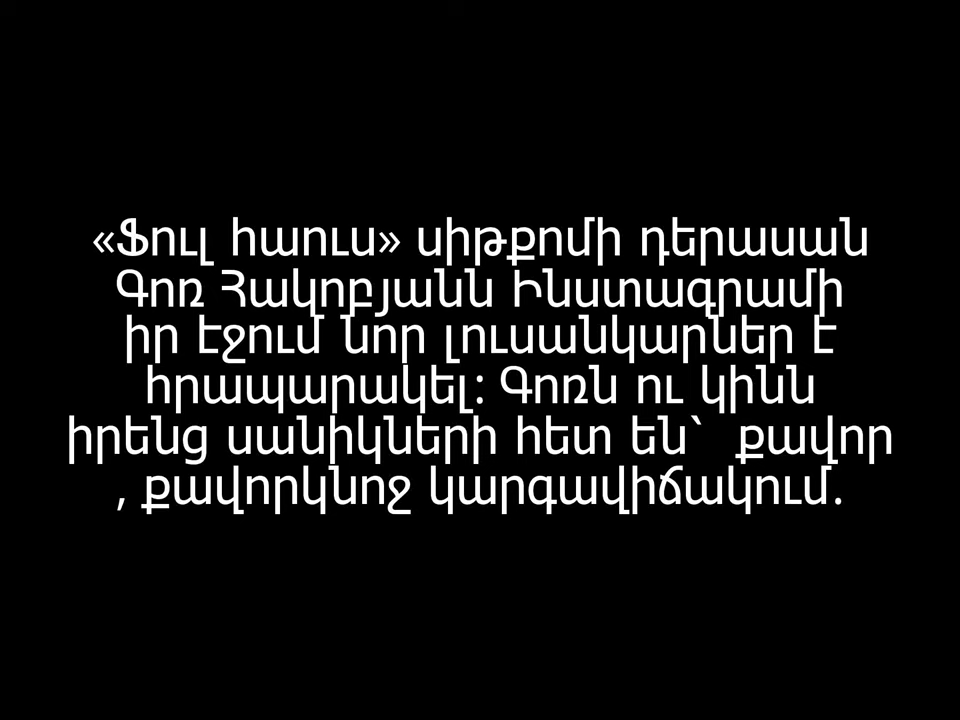 «Ֆուլ հաուս» սիթքոմի դերասան
Գոռ Հակոբյանն Ինստագրամի
իր էջում նոր լուսանկարներ է
հրապարակել: Գոռն ու կինն
իրենց սանիկների հետ են` քավոր
, քավորկնոջ կարգավիճակում.